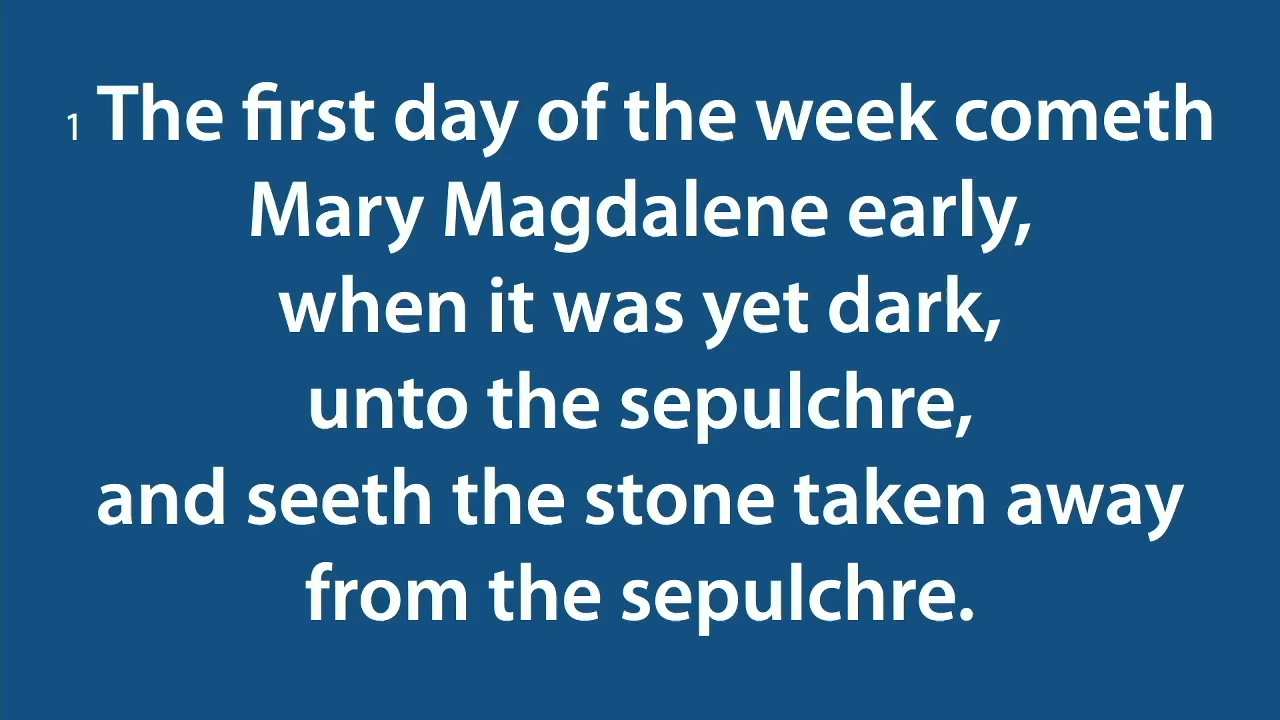 1 The first day of the week cometh
Mary Magdalene early,
when it was yet dark,
unto the sepulchre,
and seeth the stone taken away
from the sepulchre.